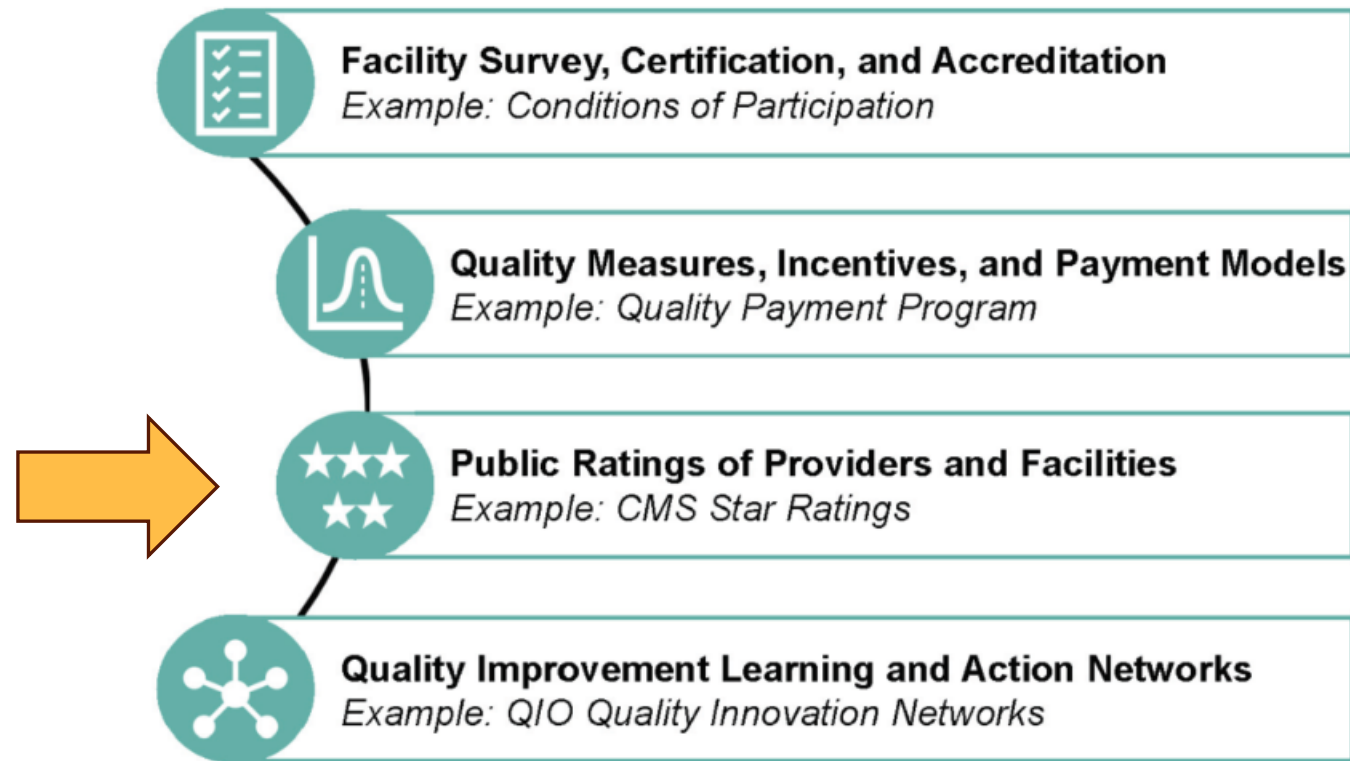 Facility Survey, Certification, and Accreditation
Example: Conditions of Participation
Quality Measures, Incentives, and Payment Models
Example: Quality Payment Program
Public Ratings of Providers and Facilities
Example: CMS Star Ratings
Quality Improvement Learning and Action Networks
Example: QIO Quality Innovation Networks